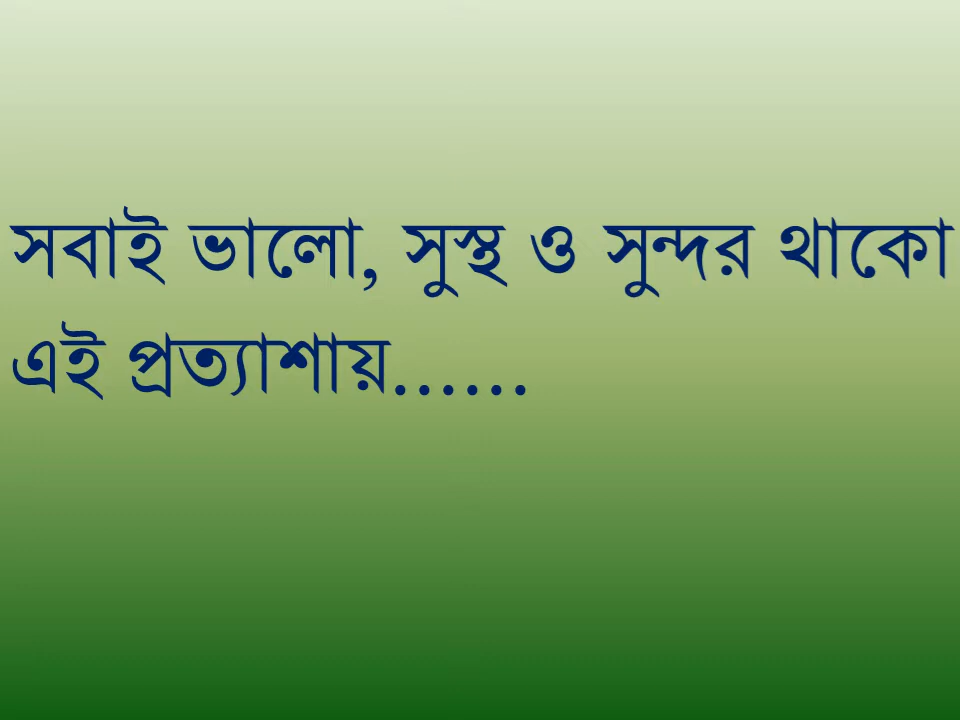 সবাই ভালো, সুস্থ ও সুন্দর থাকো
এই প্রত্যাশায়......